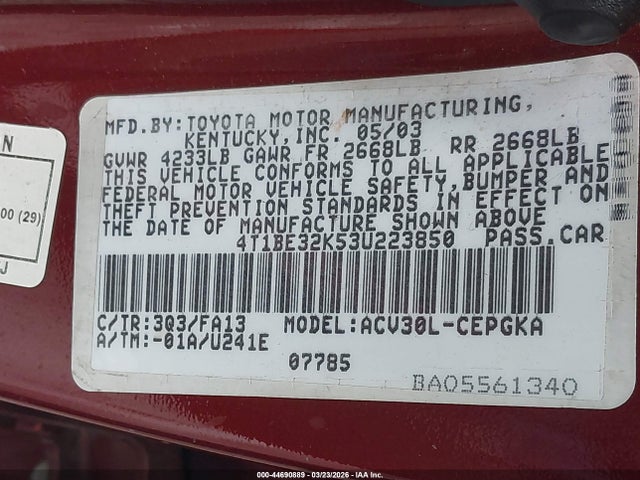 MFD.BY:TOYOTA MOTOR MANUFACTURING,
KENTUCKY,INC. 05/03
GVWR 4233LB GAWR FR 2668LB RR 2668LB
THIS VEHICLE CONFORMS TO ALL APPLICABLE
FEDERAL MOTOR VEHICLE SAFETY,BUMPER AND
THEFT PREVENTION STANDARDS IN EFFECT ON
THE DATE OF MANUFACTURE SHOWN ABOVE
4T1BE32K53U223850 PASS.CAR
C/TR:3Q3/FA13 MODEL:ACV30L-CEPGKA
A/TM:-01A/U241E
07785
BA05561340
N
00 (29)
J
000-44690889 - 03/23/2026 - IAA Inc.